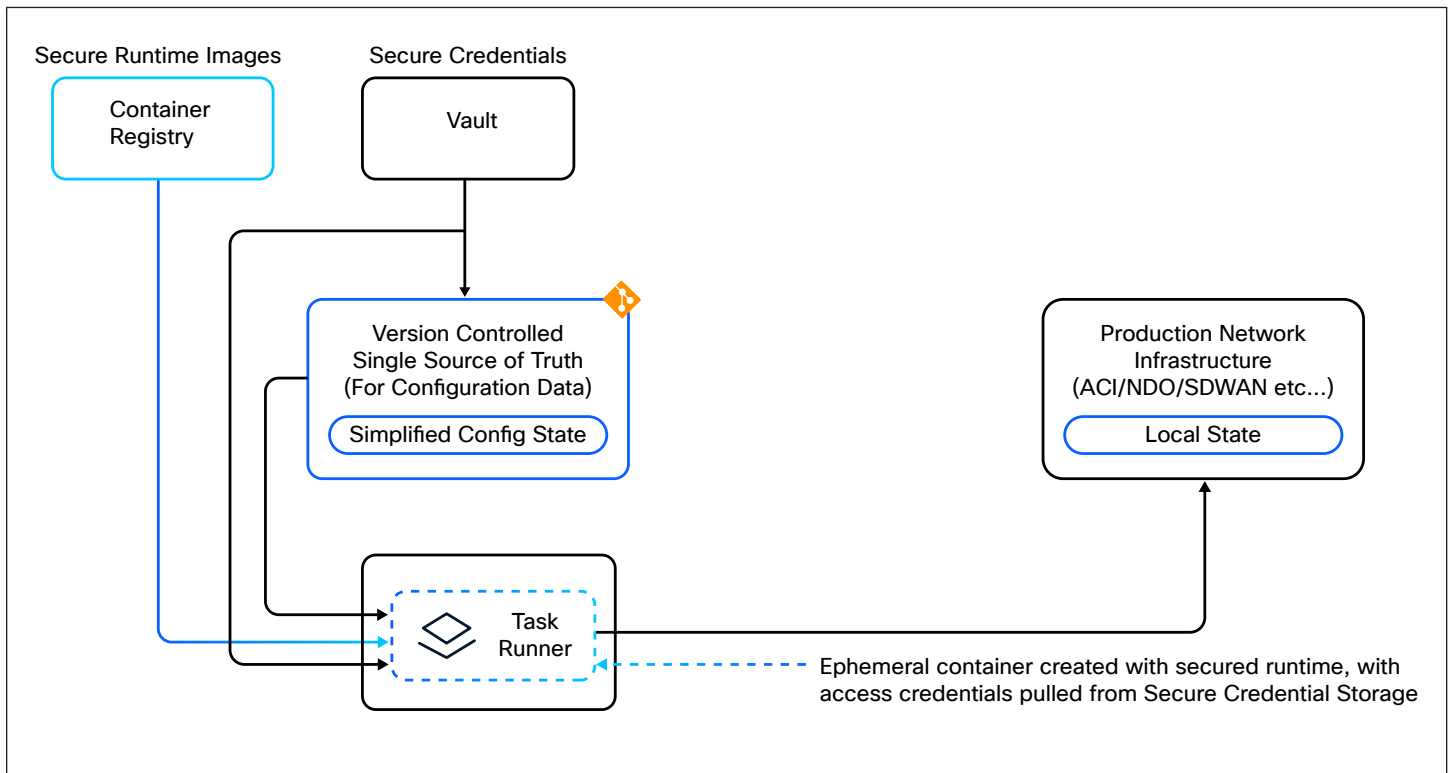 Secure Runtime Images
Secure Credentials
Container
Registry
Vault
Version Controlled
Single Source of Truth
(For Configuration Data)
Simplified Config State
Production Network
Infrastructure
(ACI/NDO/SDWAN etc...)
Local State
Task
Runner
Ephemeral container created with secured runtime, with
access credentials pulled from Secure Credential Storage